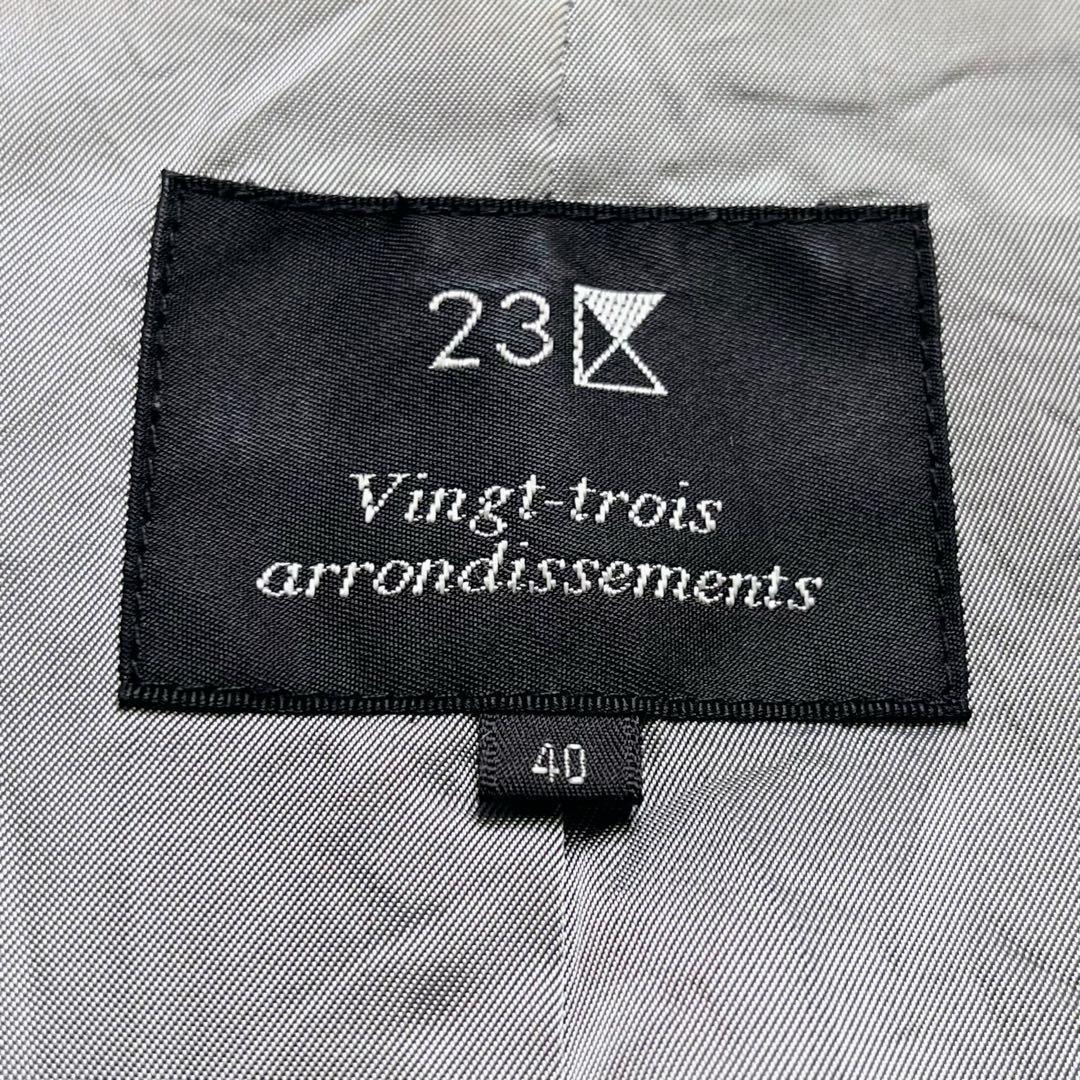 23
Vingt-trois
arrondissements
40